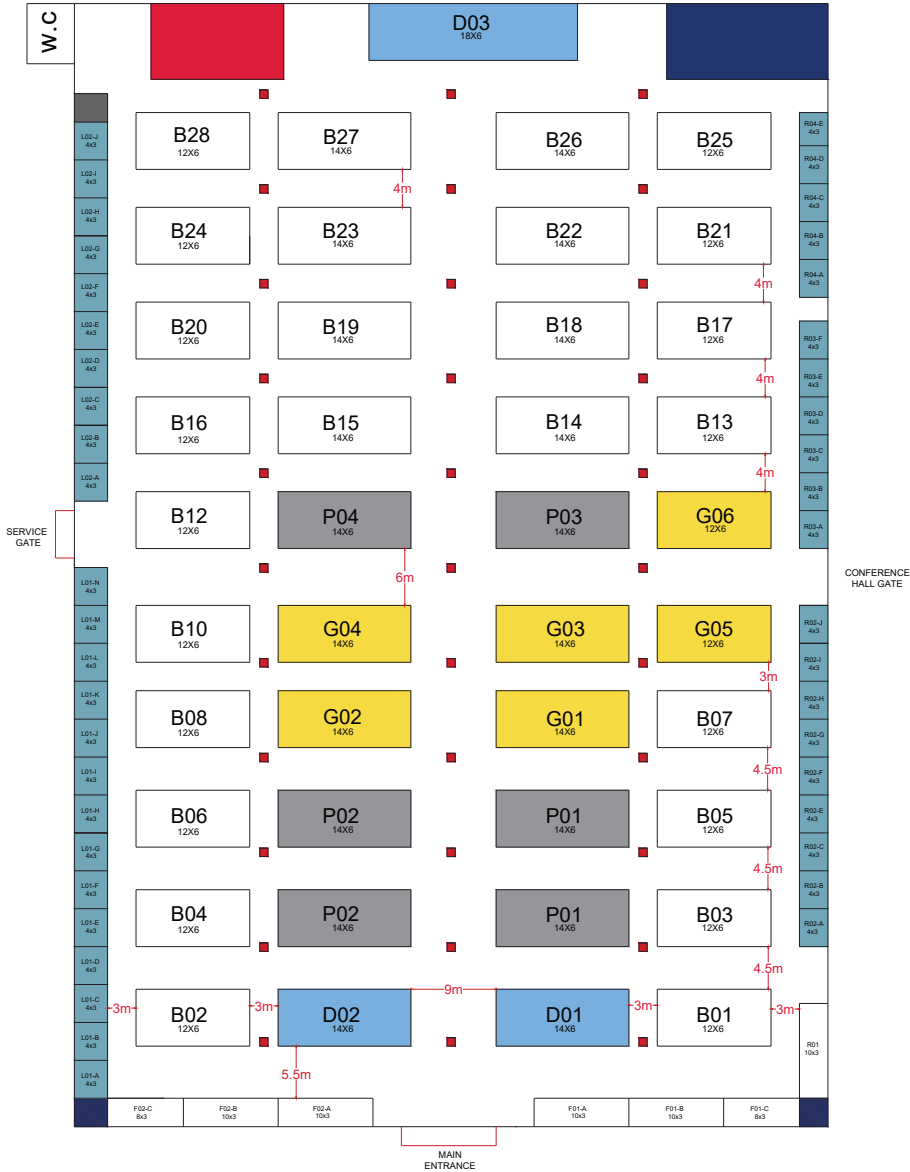 W.C
D03
18X6
B28
12X6
B27
14X6
B26
14X6
B25
12X6
4m
B24
12X6
B23
14X6
B22
14X6
B21
12X6
4m
B20
12X6
B19
14X6
B18
14X6
B17
12X6
4m
B16
12X6
B15
14X6
B14
14X6
B13
12X6
4m
B12
12X6
P04
14X6
P03
14X6
G06
12X6
6m
B10
12X6
G04
14X6
G03
14X6
G05
12X6
3m
B08
12X6
G02
14X6
G01
14X6
B07
12X6
4.5m
B06
12X6
P02
14X6
P01
14X6
B05
12X6
4.5m
B04
12X6
P02
14X6
P01
14X6
B03
12X6
4.5m
3m
B02
12X6
3m
D02
14X6
9m
D01
14X6
3m
B01
12X6
3m
5.5m
L02-J
4x3
L02-I
4x3
L02-H
4x3
L02-G
4x3
L02-F
4x3
L02-E
4x3
L02-D
4x3
L02-C
4x3
L02-B
4x3
L02-A
4x3
SERVICE
GATE
L01-N
4x3
L01-M
4x3
L01-L
4x3
L01-K
4x3
L01-J
4x3
L01-I
4x3
L01-H
4x3
L01-G
4x3
L01-F
4x3
L01-E
4x3
L01-D
4x3
L01-C
4x3
L01-B
4x3
L01-A
4x3
R04-E
4x3
R04-D
4x3
R04-C
4x3
R04-B
4x3
R04-A
4x3
R03-F
4x3
R03-E
4x3
R03-D
4x3
R03-C
4x3
R03-B
4x3
R03-A
4x3
CONFERENCE
HALL GATE
R02-J
4x3
R02-I
4x3
R02-H
4x3
R02-G
4x3
R02-F
4x3
R02-E
4x3
R02-C
4x3
R02-B
4x3
R02-A
4x3
R01
10x3
F02-C
8x3
F02-B
10x3
F02-A
10x3
F01-A
10x3
F01-B
10x3
F01-C
8x3
MAIN
ENTRANCE